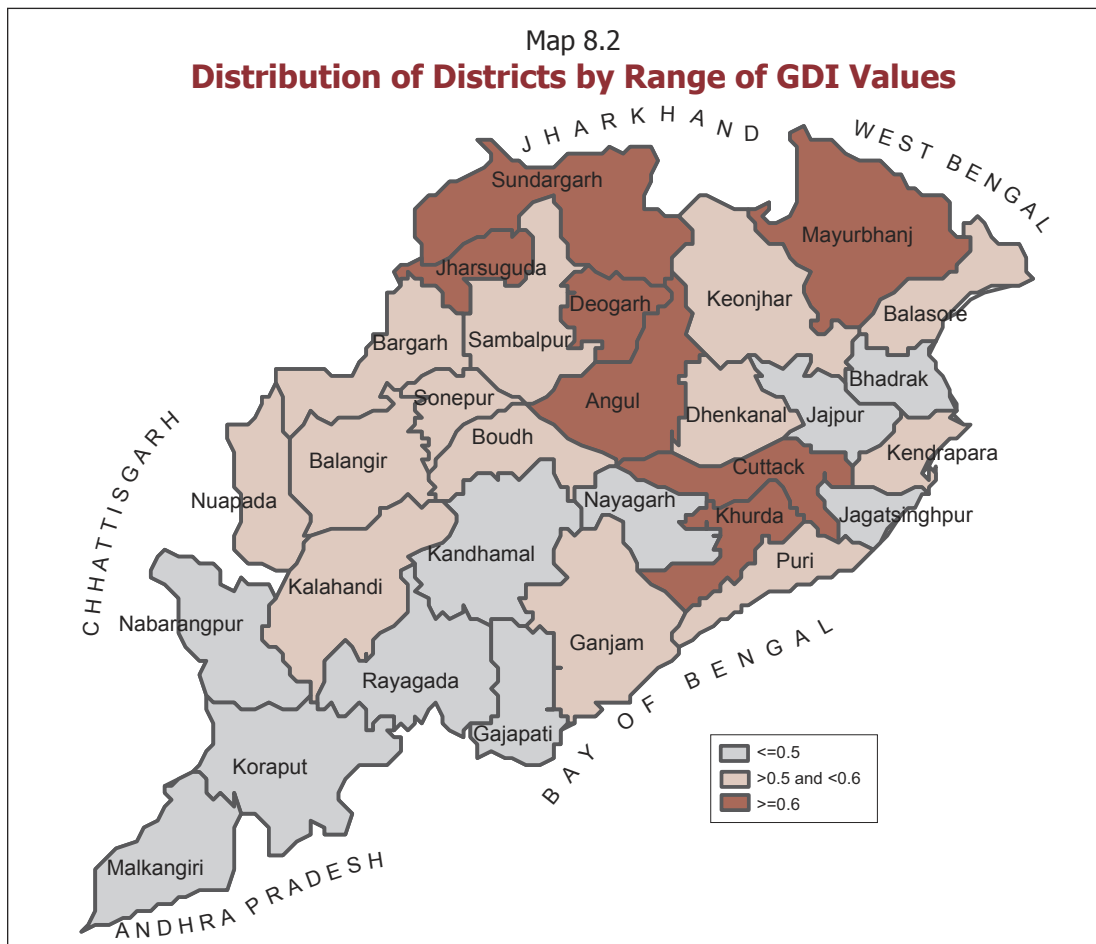 Map 8.2
Distribution of Districts by Range of GDI Values
JHARKHAND
WEST BENGAL
Sundargarh
Mayurbhanj
Jharsuguda
Deogarh
Keonjhar
Balasore
Sambalpur
Bargarh
Bhadrak
Sonepur
Angul
Dhenkanal
Jajpur
Boudh
Balangir
Kendrapara
Cuttack
Nuapada
Nayagarh
Khurda
Jagatsinghpur
CHHATTISGARH
Kandhamal
Puri
Kalahandi
Nabarangpur
Ganjam
Rayagada
Gajapati
BAY OF BENGAL
Koraput
<=0.5
>0.5 and <0.6
>=0.6
Malkangiri
ANDHRA PRADESH